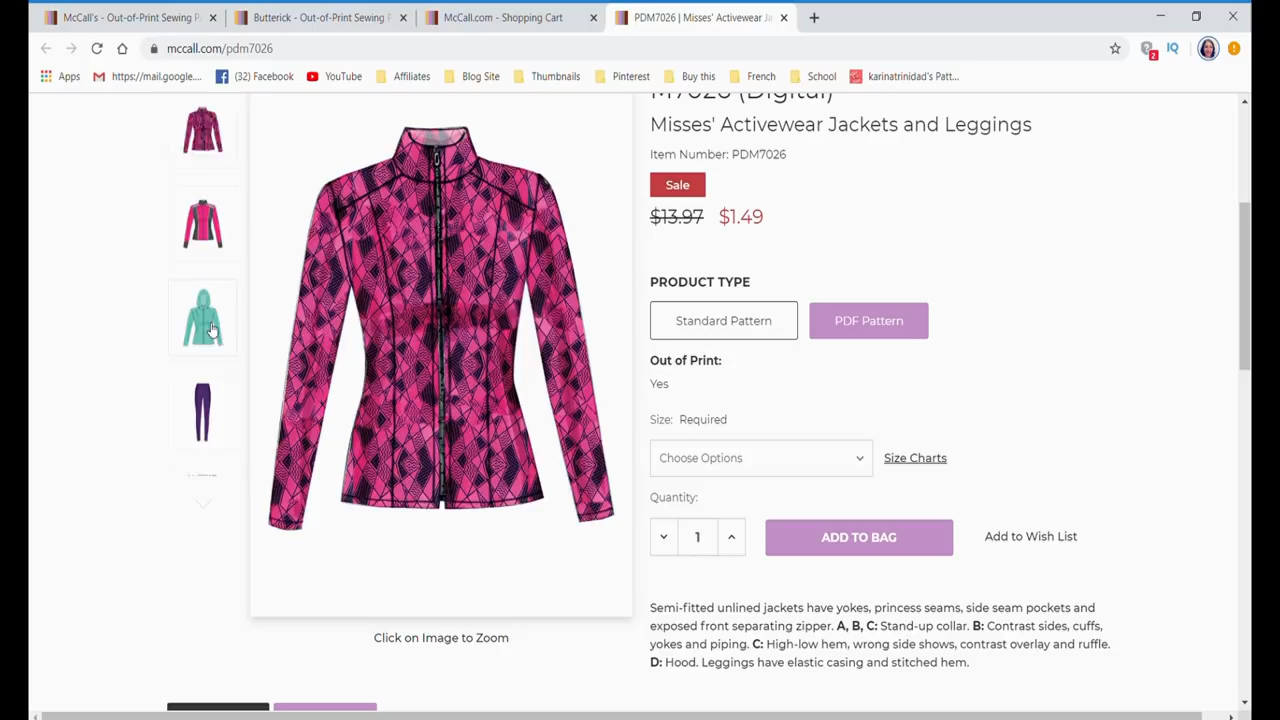 McCall's - Out-of-Print Sewing P
Butterick - Out-of-Print Sewing F
McCall.com - Shopping Cart
PDM7026 | Misses' Activewear Ja
mccall.com/pdm7026
2
IQ
Apps
https://mail.google....
(32) Facebook
YouTube
Affiliates
Blog Site
Thumbnails
Pinterest
Buy this
French
School
karinatrinidad's Patt...
M7026 (Digital)
Misses' Activewear Jackets and Leggings
Item Number: PDM7026
Sale
$13.97 $1.49
PRODUCT TYPE
Standard Pattern
PDF Pattern
Out of Print:
Yes
Size: Required
Choose Options
Size Charts
Quantity:
1
ADD TO BAG
Add to Wish List
Semi-fitted unlined jackets have yokes, princess seams, side seam pockets and
exposed front separating zipper. A, B, C: Stand-up collar. B: Contrast sides, cuffs,
yokes and piping. C: High-low hem, wrong side shows, contrast overlay and ruffle.
D: Hood. Leggings have elastic casing and stitched hem.
Click on Image to Zoom